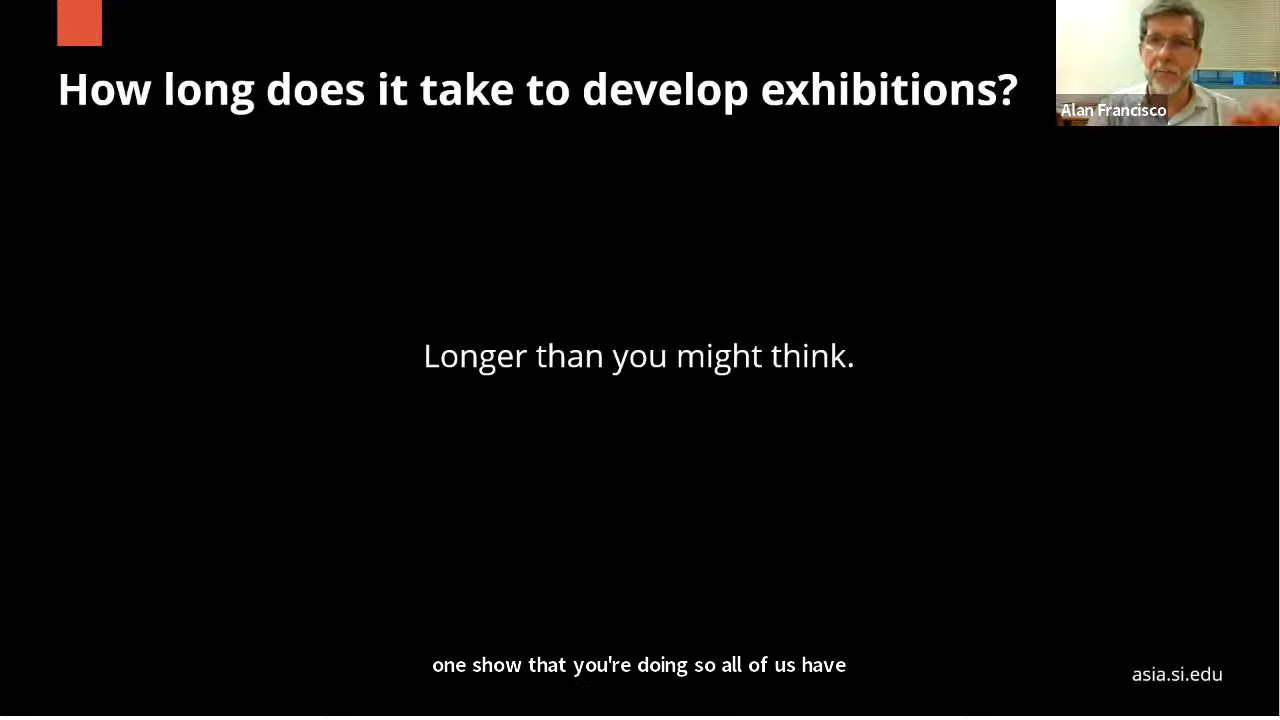 How long does it take to develop exhibitions?
Alan Francisco
Longer than you might think.
one show that you're doing so all of us have
asia.si.edu